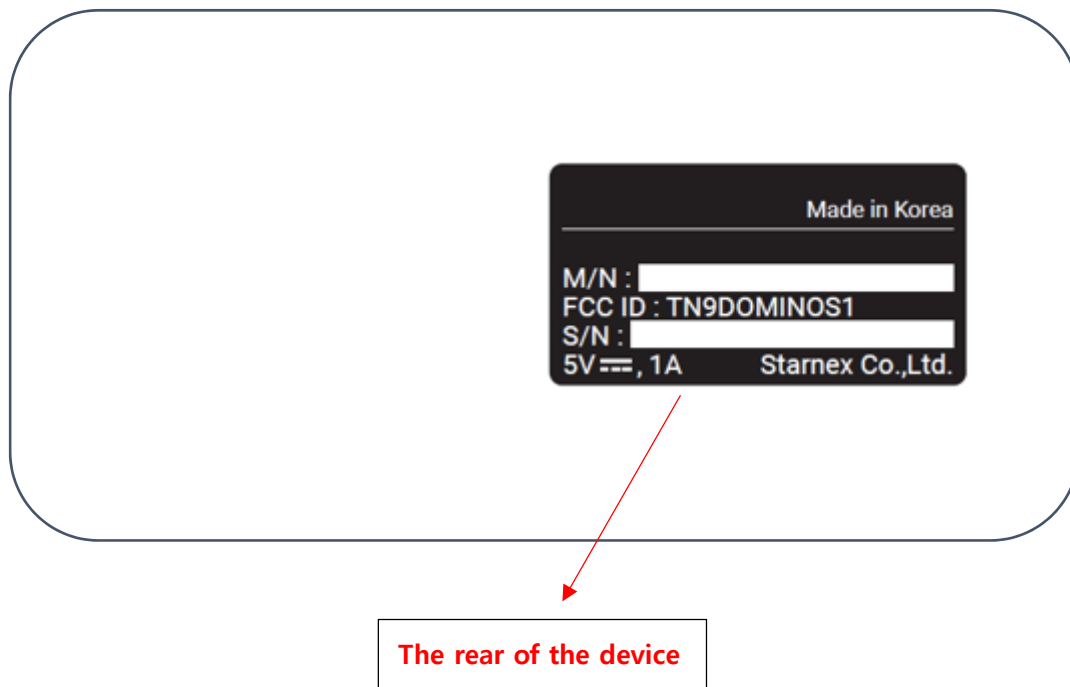 Made in Korea
M/N :
FCC ID : TN9DOMINOS1
S/N :
5V ⎓, 1A Starnex Co.,Ltd.
The rear of the device